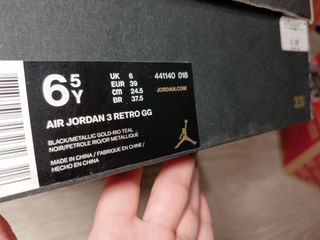 6 5
Y
UK 6
EUR 39
CM 24.5
BR 37.5
441140 018
JORDAN.COM
AIR JORDAN 3 RETRO GG
BLACK/METALLIC GOLD-RIO TEAL
NOIR/PETROLE RIO/OR METALLIQUE
MADE IN CHINA / FABRIQUE EN CHINE /
HECHO EN CHINA
23